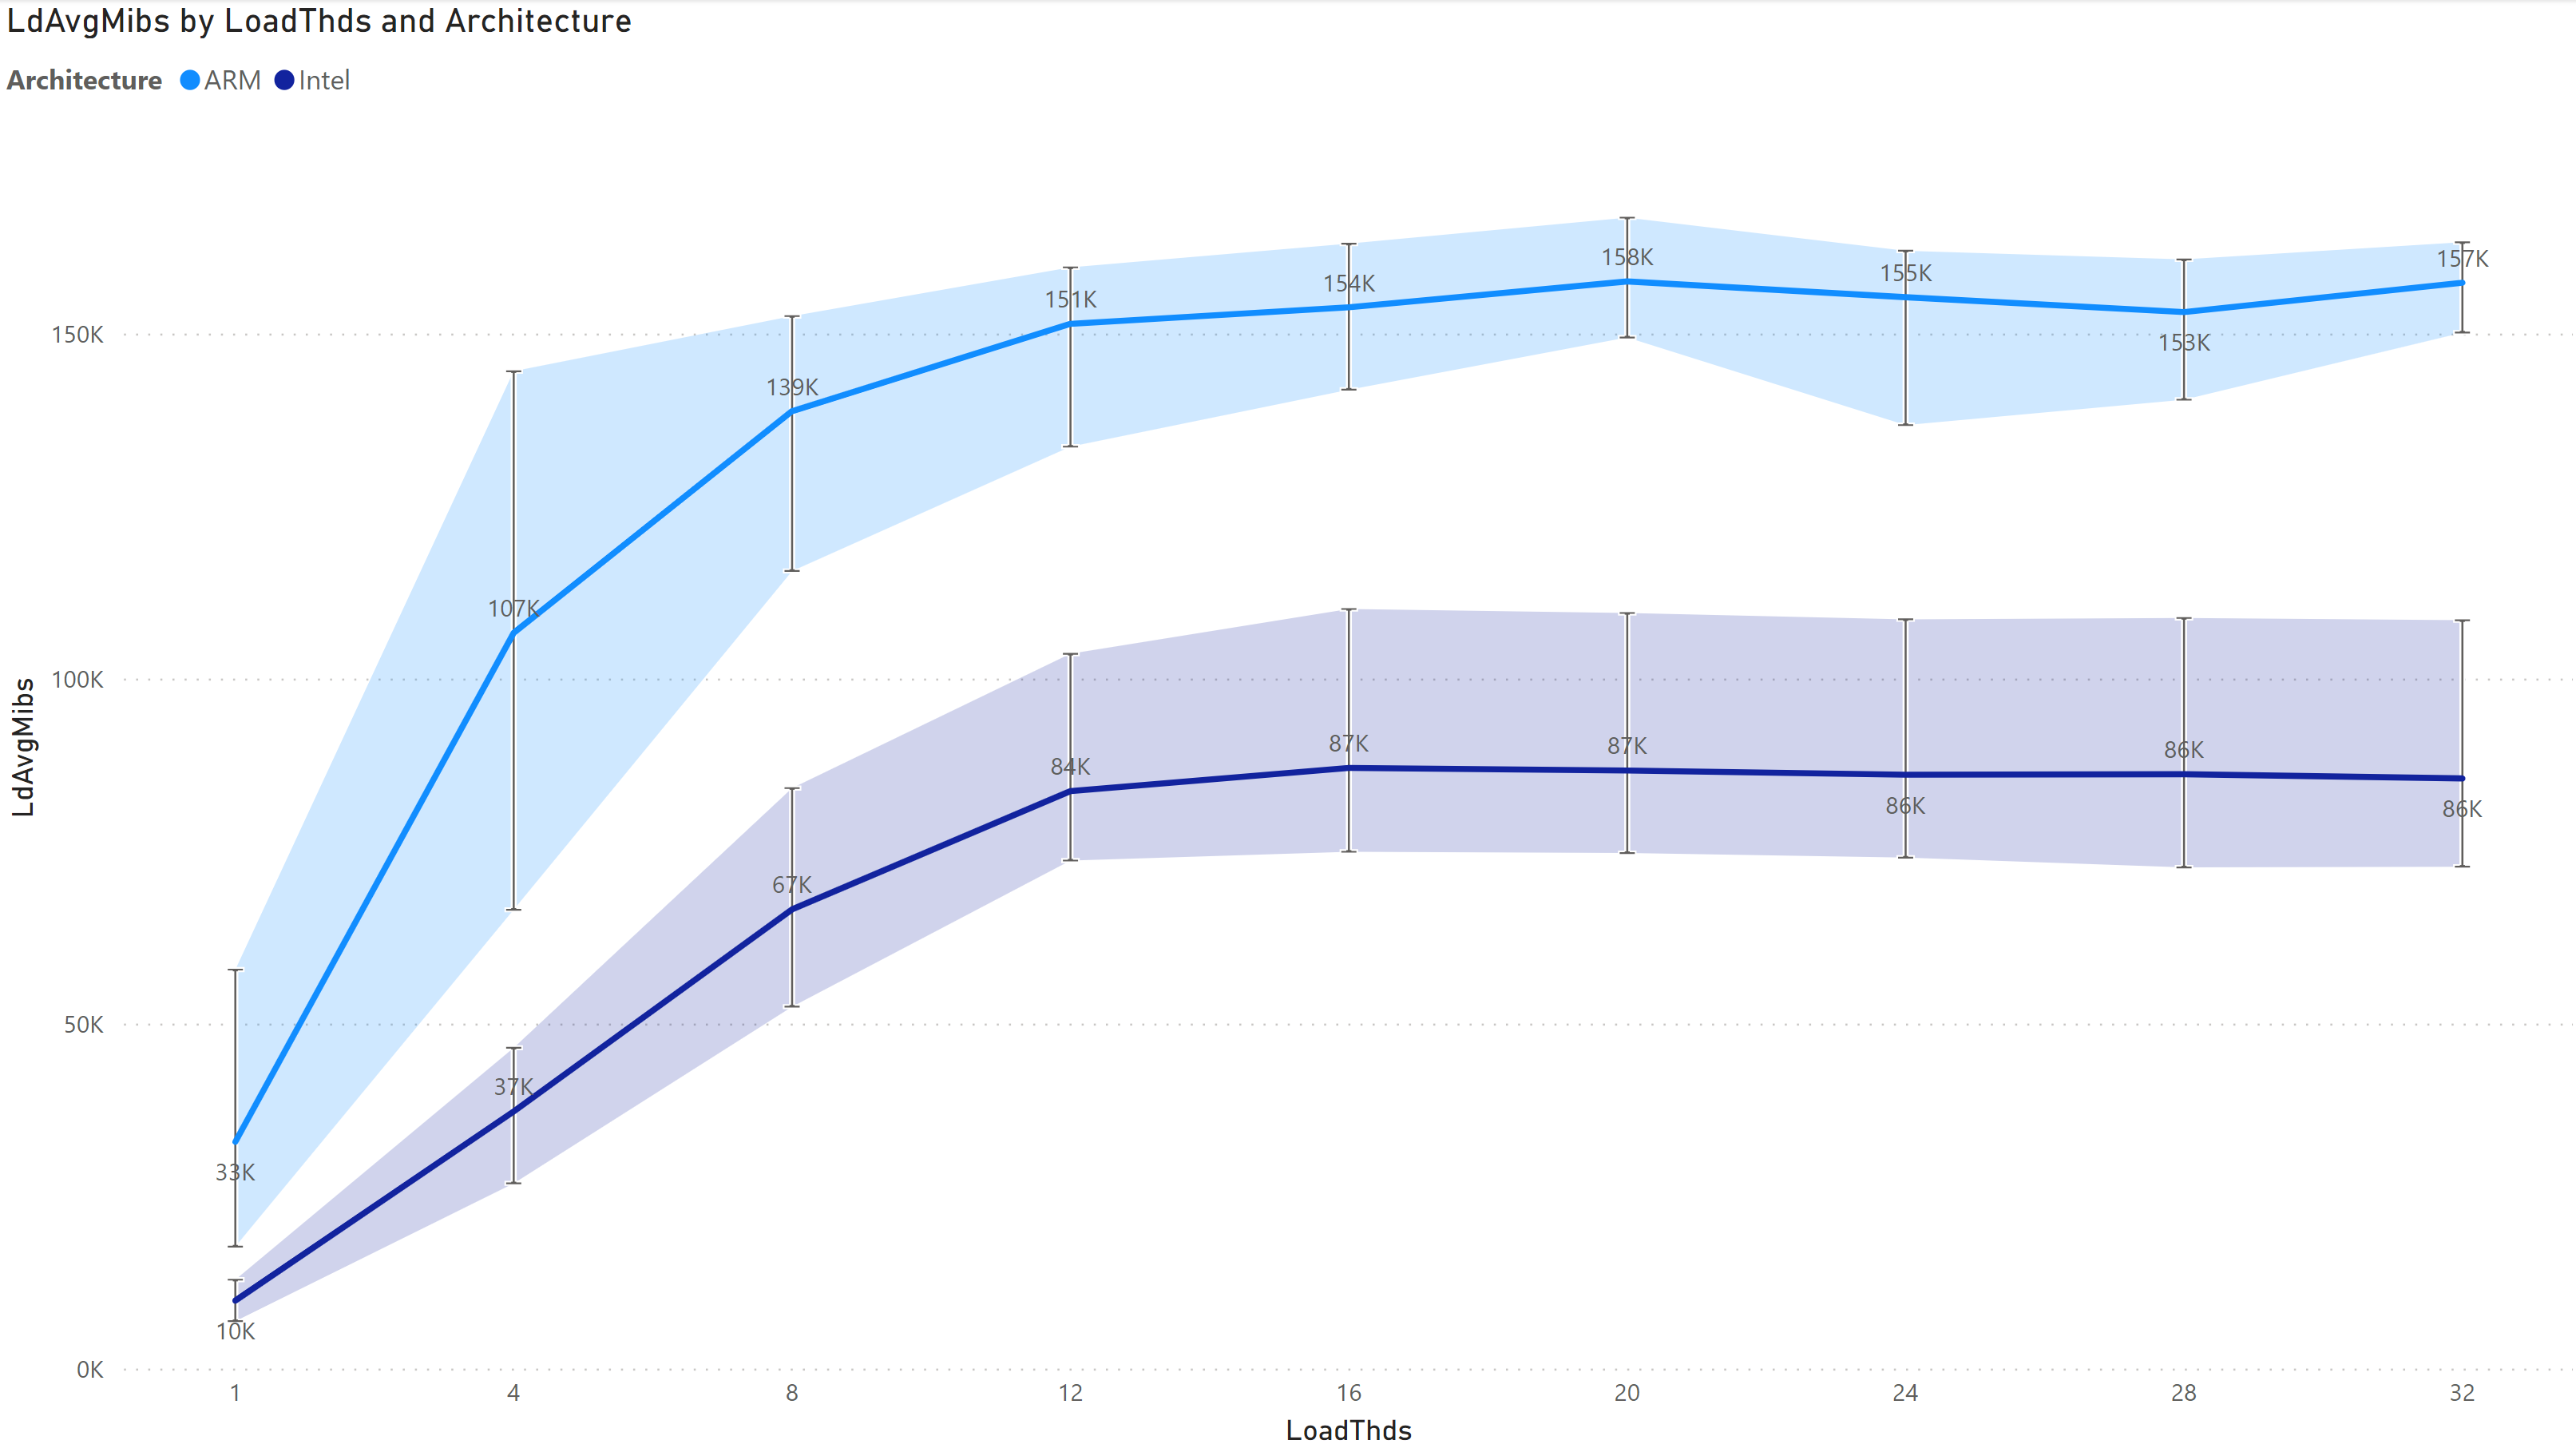 LdAvgMibs by LoadThds and Architecture
Architecture ARM Intel
158K
157K
155K
154K
151K
150K
153K
139K
107K
100K
87K
87K
86K
84K
86K
86K
67K
50K
37K
33K
10K
0K
1 4 8 12 16 20 24 28 32
LdAvgMibs
LoadThds